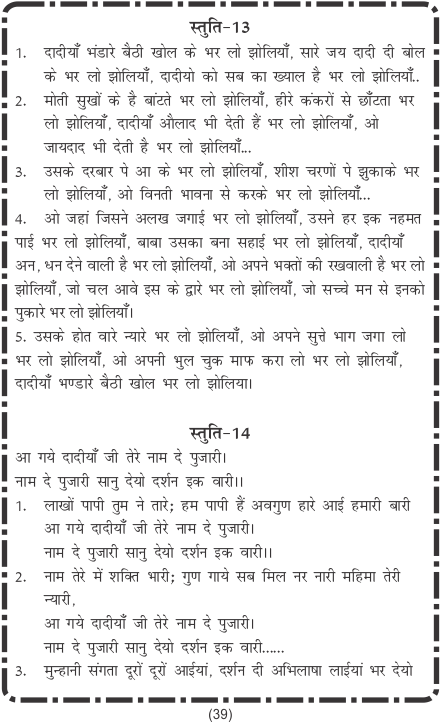 स्तुति-13
1. दादीयाँ भंडारे बैठी खोल के भर लो झोलियाँ, सारे जय दादी दी बोल
के भर लो झोलियाँ, दादीयो को सब का ख्याल है भर लो झोलियाँ..
2. मोती सुखों के है बांटते भर लो झोलियाँ, हीरे कंकरों से छाँटता भर
लो झोलियाँ, दादीयाँ औलाद भी देती हैं भर लो झोलियाँ, ओ
जायदाद भी देती है भर लो झोलियाँ...
3. उसके दरबार पे आ के भर लो झोलियाँ, शीश चरणों पे झुकाके भर
लो झोलियाँ, ओ विनती भावना से करके भर लो झोलियाँ...
4. ओ जहां जिसने अलख जगाई भर लो झोलियाँ, उसने हर इक नहमत
पाई भर लो झोलियाँ, बाबा उसका बना सहाई भर लो झोलियाँ, दादीयाँ
अन, धन देने वाली है भर लो झोलियाँ, ओ अपने भक्तों की रखवाली है भर लो
झोलियाँ, जो चल आवे इस के द्वारे भर लो झोलियाँ, जो सच्चे मन से इनको
पुकारे भर लो झोलियाँ।
5. उसके होत वारे न्यारे भर लो झोलियाँ, ओ अपने सुत्ते भाग जगा लो
भर लो झोलियाँ, ओ अपनी भुल चुक माफ करा लो भर लो झोलियाँ,
दादीयाँ भण्डारे बैठी खोल भर लो झोलिया।
स्तुति-14
आ गये दादीयाँ जी तेरे नाम दे पुजारी।
नाम दे पुजारी सानु देयो दर्शन इक वारी।।
1. लाखों पापी तुम ने तारे; हम पापी हैं अवगुण हारे आई हमारी बारी
आ गये दादीयाँ जी तेरे नाम दे पुजारी।
नाम दे पुजारी सानु देयो दर्शन इक वारी।।
2. नाम तेरे में शक्ति भारी; गुण गाये सब मिल नर नारी महिमा तेरी
न्यारी,
आ गये दादीयाँ जी तेरे नाम दे पुजारी।
नाम दे पुजारी सानु देयो दर्शन इक वारी......
3. मुन्हानी संगता दूरों दूरों आईयां, दर्शन दी अभिलाषा लाईयां भर देयो
(39)